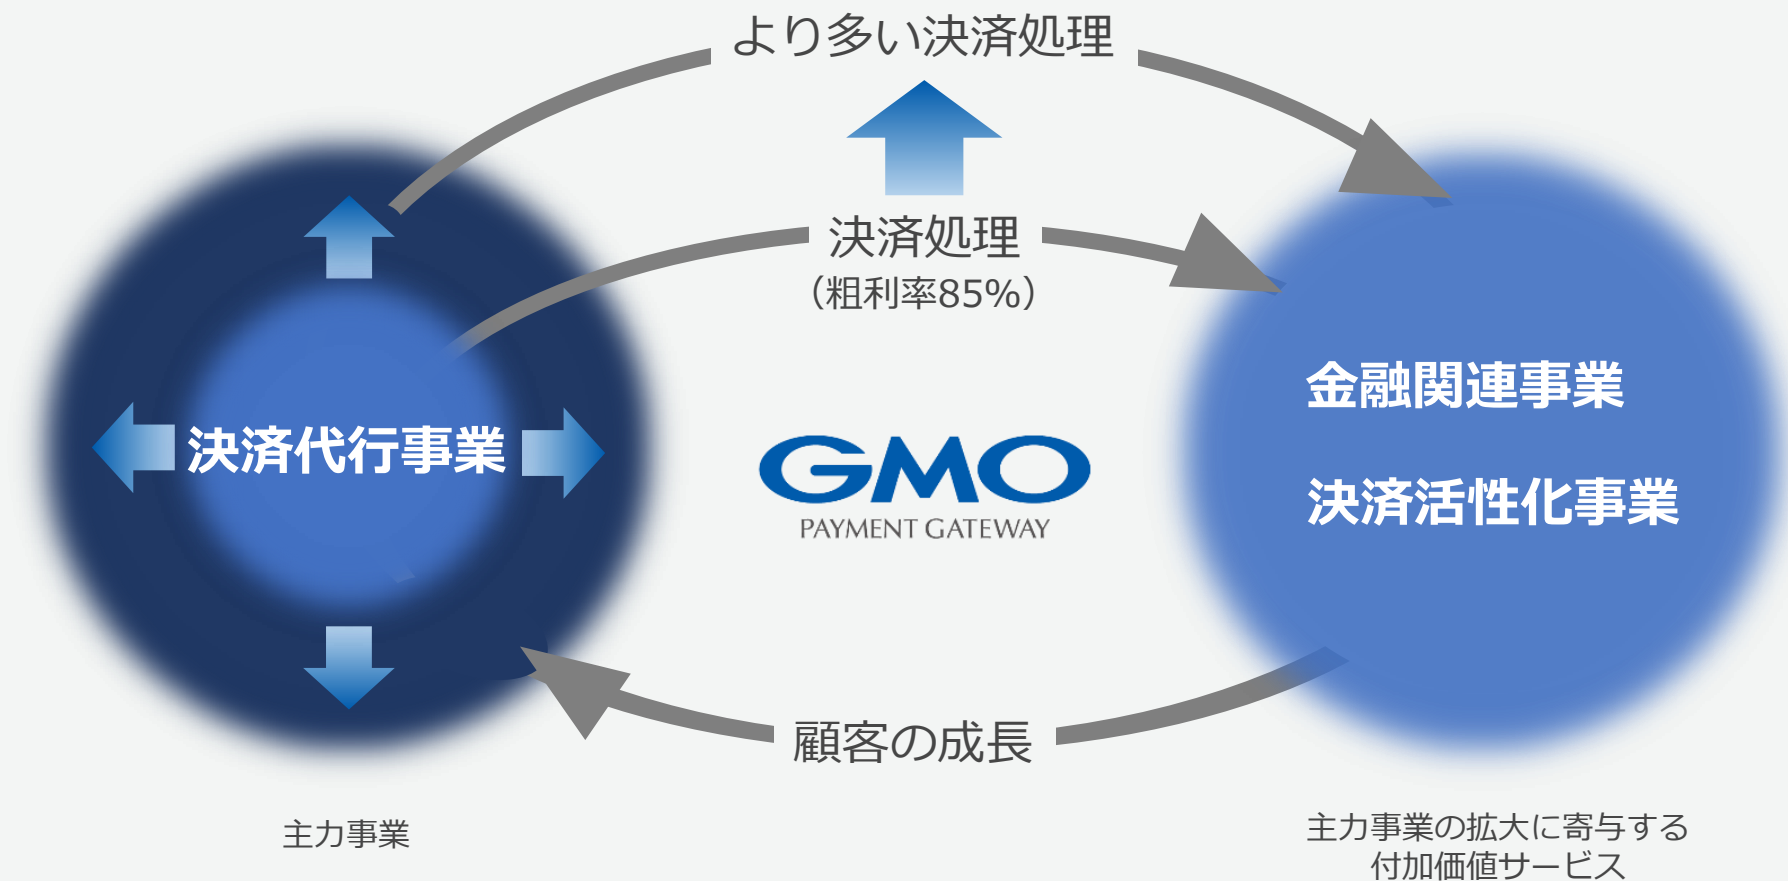 より多い決済処理
決済処理
（粗利率85%）
決済代行事業
金融関連事業
決済活性化事業
GMO
PAYMENT GATEWAY
顧客の成長
主力事業
主力事業の拡大に寄与する
付加価値サービス